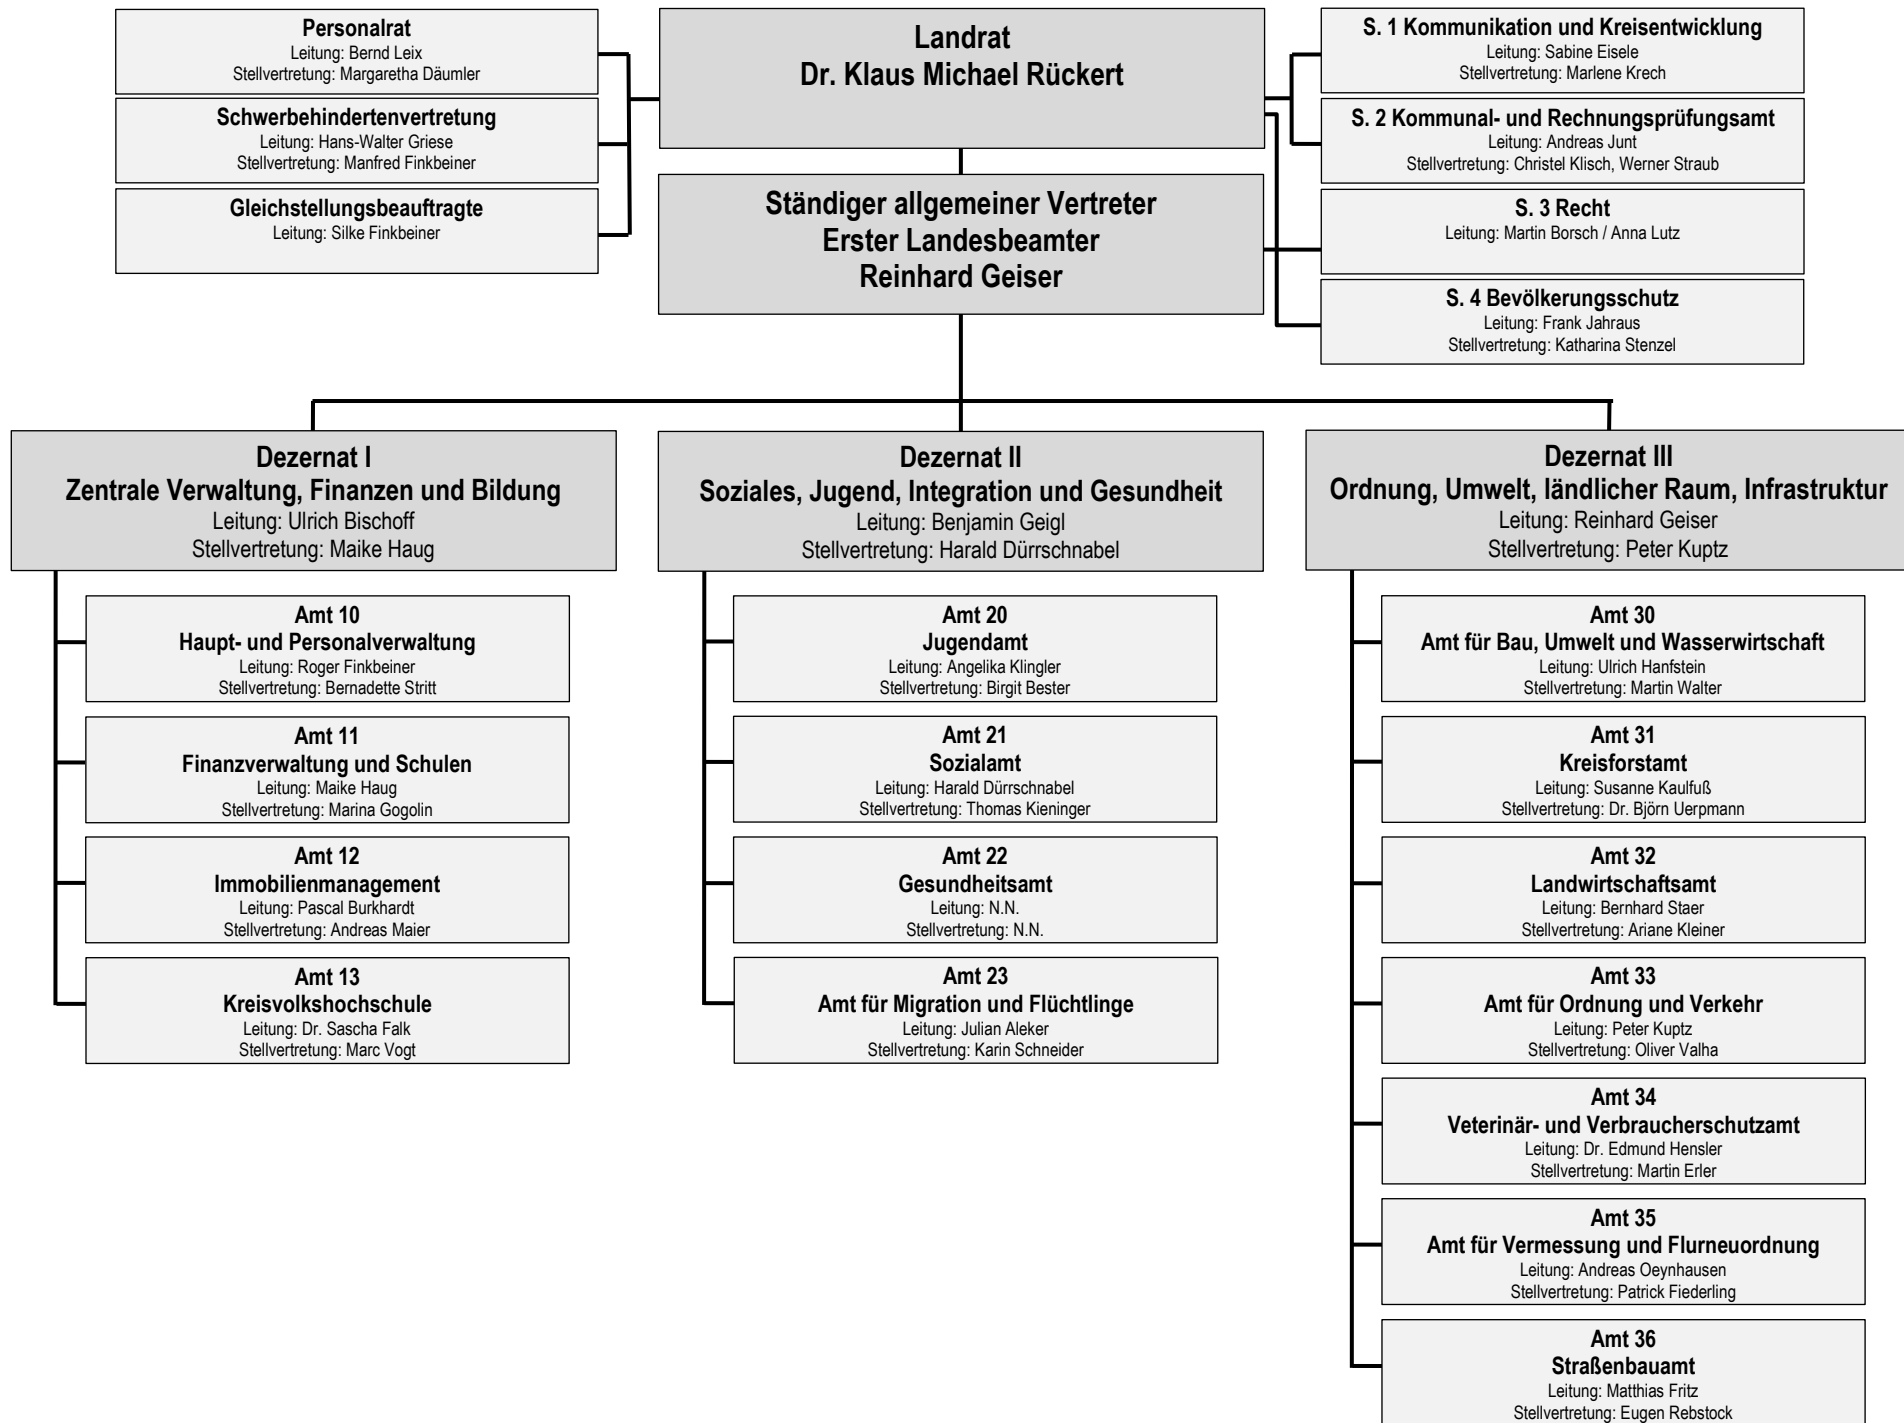 Personalrat
Leitung: Bernd Leix
Stellvertretung: Margaretha Däumler
Schwerbehindertenvertretung
Leitung: Hans-Walter Griese
Stellvertretung: Manfred Finkbeiner
Gleichstellungsbeauftragte
Leitung: Silke Finkbeiner
Landrat
Dr. Klaus Michael Rückert
Ständiger allgemeiner Vertreter
Erster Landesbeamter
Reinhard Geiser
S. 1 Kommunikation und Kreisentwicklung
Leitung: Sabine Eisele
Stellvertretung: Marlene Krech
S. 2 Kommunal- und Rechnungsprüfungsamt
Leitung: Andreas Junt
Stellvertretung: Christel Klisch, Werner Straub
S. 3 Recht
Leitung: Martin Borsch / Anna Lutz
S. 4 Bevölkerungsschutz
Leitung: Frank Jahraus
Stellvertretung: Katharina Stenzel
Dezernat I
Zentrale Verwaltung, Finanzen und Bildung
Leitung: Ulrich Bischoff
Stellvertretung: Maike Haug
Amt 10
Haupt- und Personalverwaltung
Leitung: Roger Finkbeiner
Stellvertretung: Bernadette Stritt
Amt 11
Finanzverwaltung und Schulen
Leitung: Maike Haug
Stellvertretung: Marina Gogolin
Amt 12
Immobilienmanagement
Leitung: Pascal Burkhardt
Stellvertretung: Andreas Maier
Amt 13
Kreisvolkshochschule
Leitung: Dr. Sascha Falk
Stellvertretung: Marc Vogt
Dezernat II
Soziales, Jugend, Integration und Gesundheit
Leitung: Benjamin Geigl
Stellvertretung: Harald Dürrschnabel
Amt 20
Jugendamt
Leitung: Angelika Klingler
Stellvertretung: Birgit Bester
Amt 21
Sozialamt
Leitung: Harald Dürrschnabel
Stellvertretung: Thomas Kieninger
Amt 22
Gesundheitsamt
Leitung: N.N.
Stellvertretung: N.N.
Amt 23
Amt für Migration und Flüchtlinge
Leitung: Julian Aleker
Stellvertretung: Karin Schneider
Dezernat III
Ordnung, Umwelt, ländlicher Raum, Infrastruktur
Leitung: Reinhard Geiser
Stellvertretung: Peter Kuptz
Amt 30
Amt für Bau, Umwelt und Wasserwirtschaft
Leitung: Ulrich Hanfstein
Stellvertretung: Martin Walter
Amt 31
Kreisforstamt
Leitung: Susanne Kaulfuß
Stellvertretung: Dr. Björn Uerpmann
Amt 32
Landwirtschaftsamt
Leitung: Bernhard Staer
Stellvertretung: Ariane Kleiner
Amt 33
Amt für Ordnung und Verkehr
Leitung: Peter Kuptz
Stellvertretung: Oliver Valha
Amt 34
Veterinär- und Verbraucherschutzamt
Leitung: Dr. Edmund Hensler
Stellvertretung: Martin Erler
Amt 35
Amt für Vermessung und Flurneuordnung
Leitung: Andreas Oeynhausen
Stellvertretung: Patrick Fiederling
Amt 36
Straßenbauamt
Leitung: Matthias Fritz
Stellvertretung: Eugen Rebstock